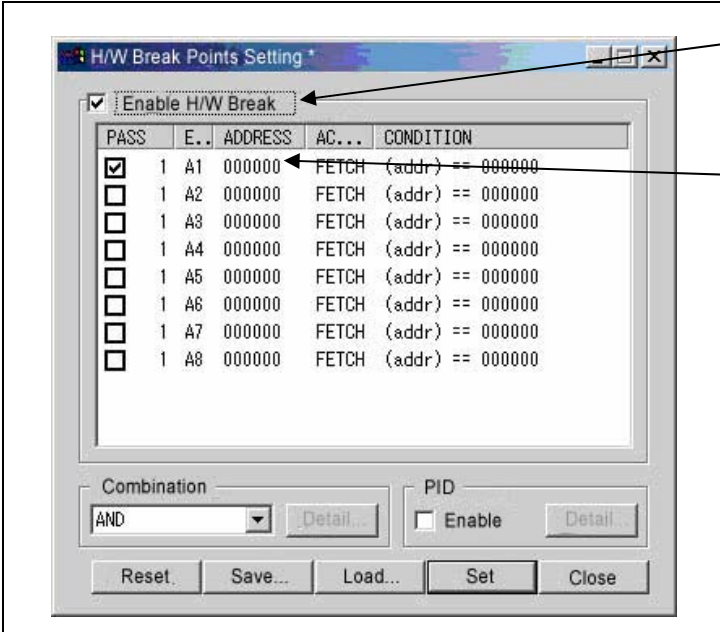 H/W Break Points Setting *
Enable H/W Break
PASS E.. ADDRESS AC... CONDITION
1 A1 000000 FETCH (addr) == 000000
1 A2 000000 FETCH (addr) == 000000
1 A3 000000 FETCH (addr) == 000000
1 A4 000000 FETCH (addr) == 000000
1 A5 000000 FETCH (addr) == 000000
1 A6 000000 FETCH (addr) == 000000
1 A7 000000 FETCH (addr) == 000000
1 A8 000000 FETCH (addr) == 000000
Combination PID
AND Detail... Enable Detail...
Reset Save... Load... Set Close